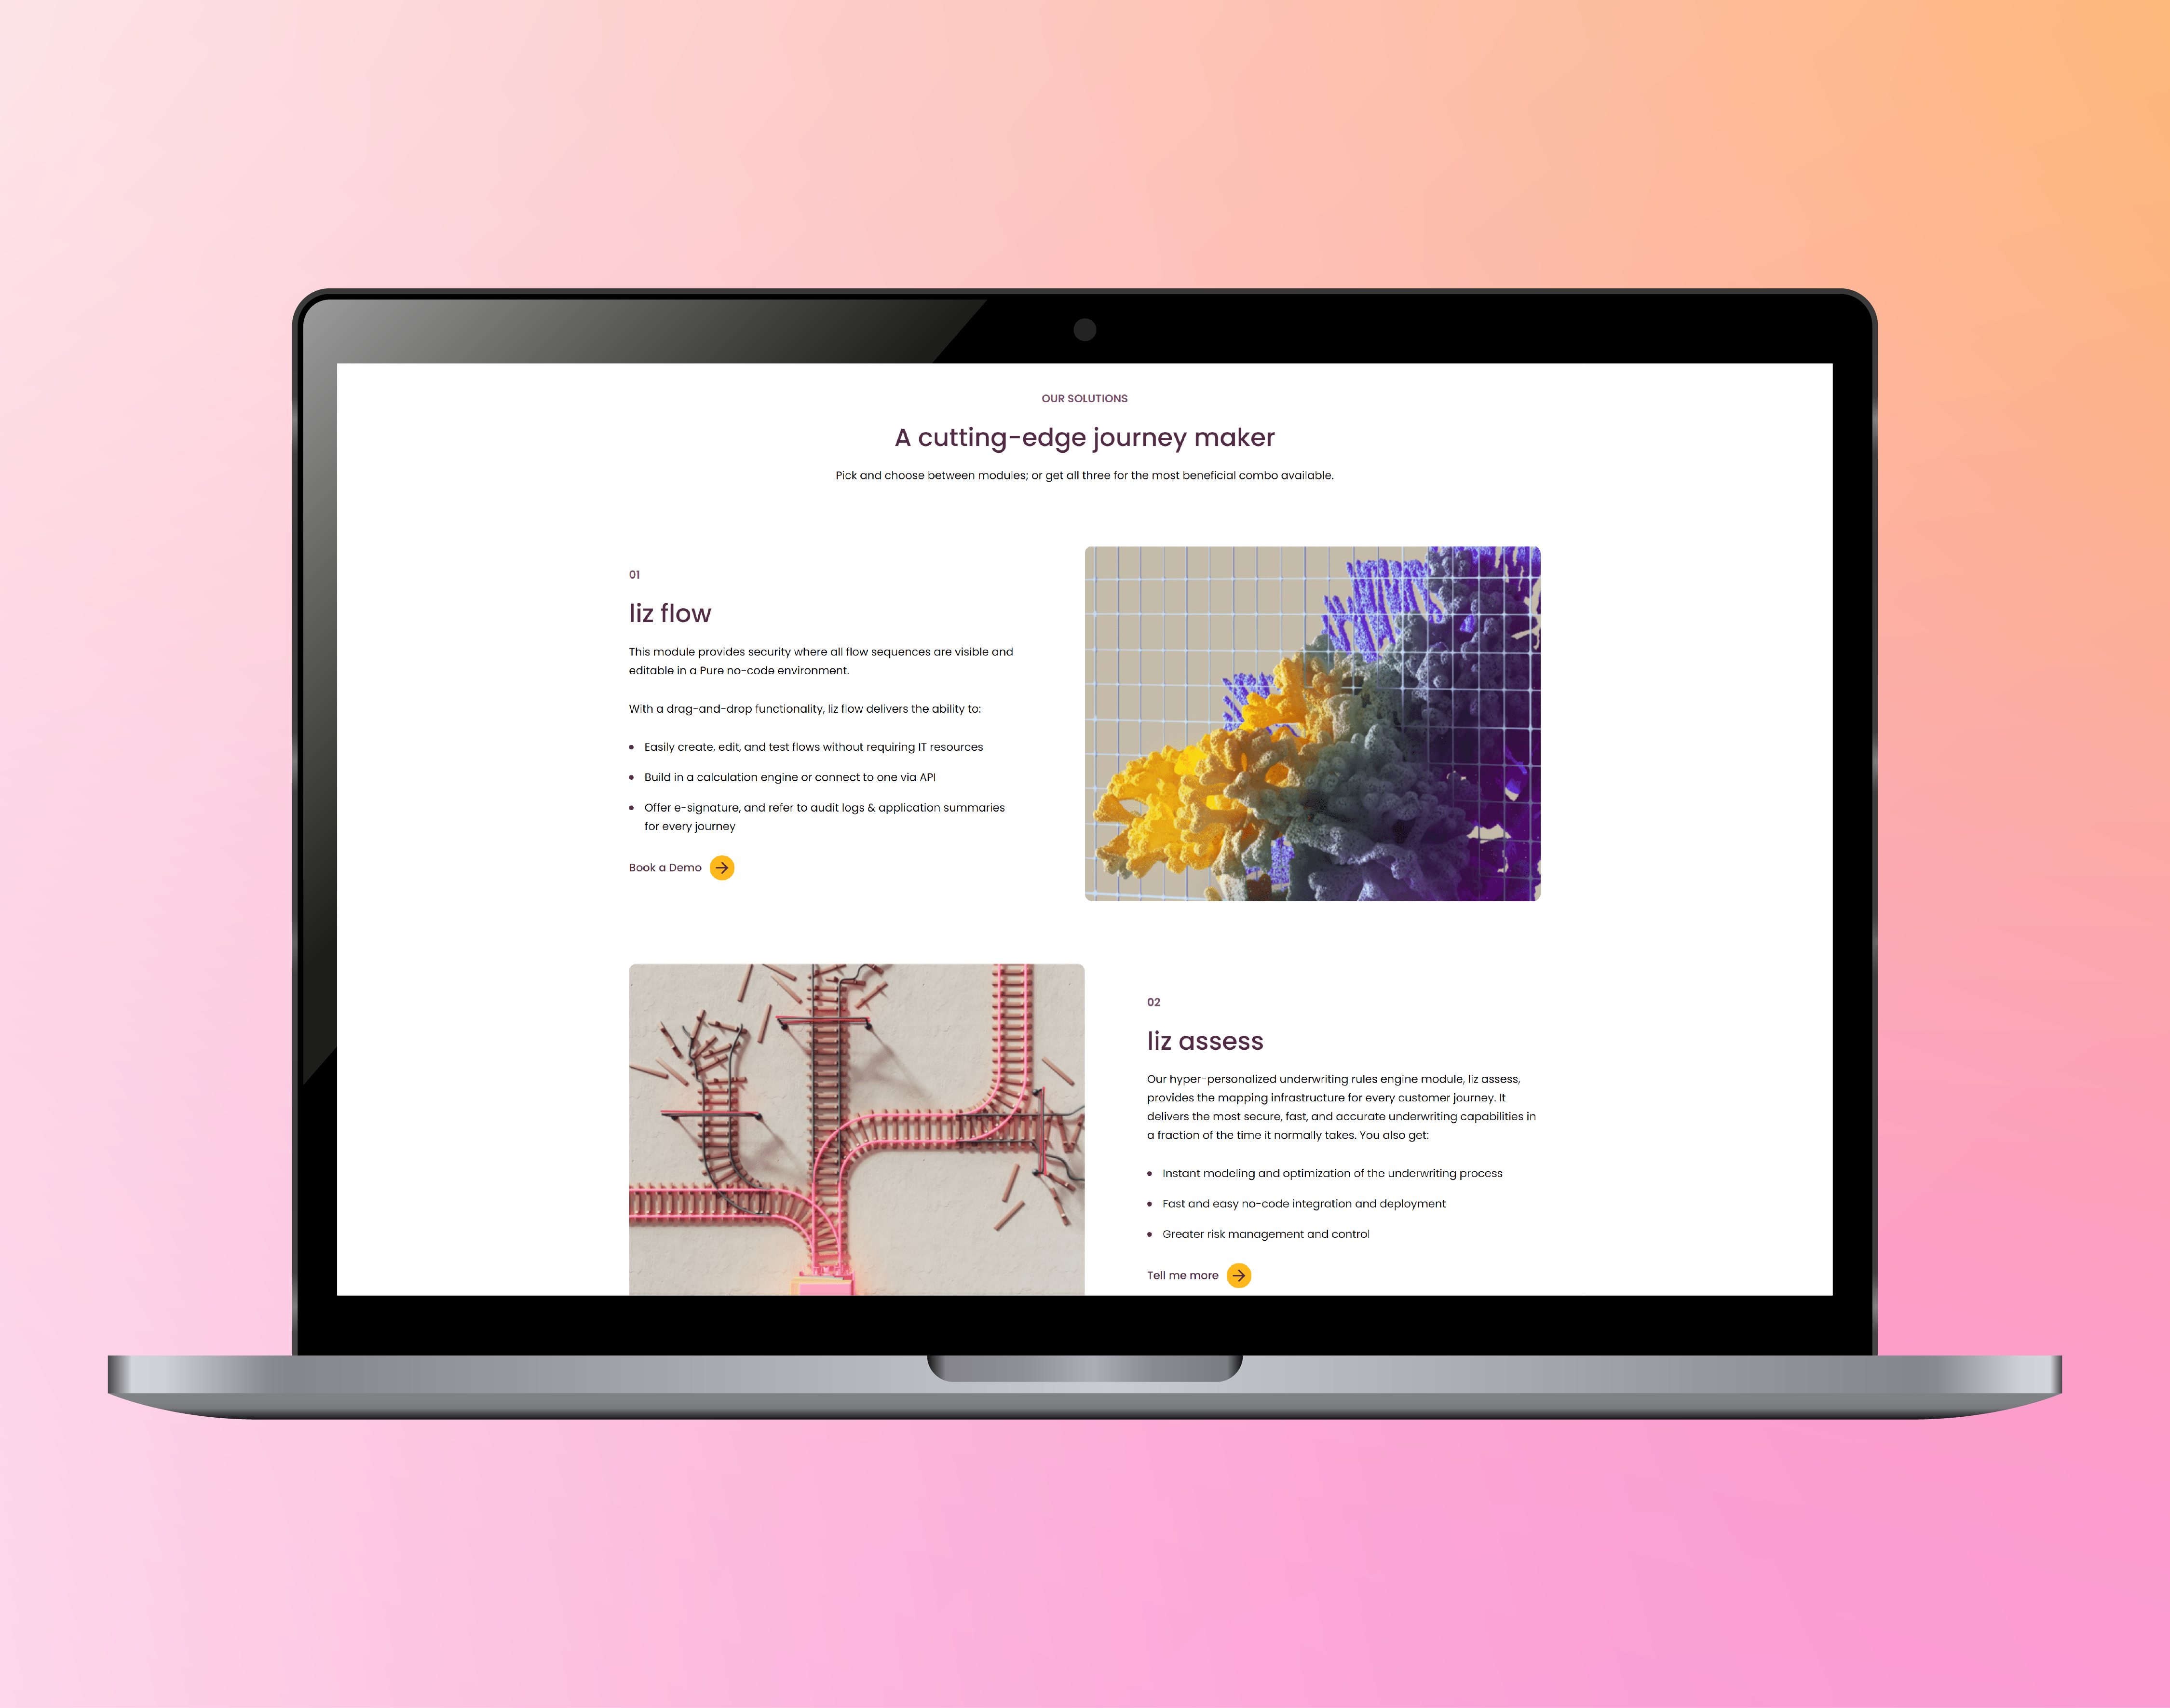 OUR SOLUTIONS
A cutting-edge journey maker
Pick and choose between modules; or get all three for the most beneficial combo available.
01
liz flow
This module provides security where all flow sequences are visible and
editable in a Pure no-code environment.
With a drag-and-drop functionality, liz flow delivers the ability to:
Easily create, edit, and test flows without requiring IT resources
Build in a calculation engine or connect to one via API
Offer e-signature, and refer to audit logs & application summaries
for every journey
Book a Demo
02
liz assess
Our hyper-personalized underwriting rules engine module, liz assess,
provides the mapping infrastructure for every customer journey. It
delivers the most secure, fast, and accurate underwriting capabilities in
a fraction of the time it normally takes. You also get:
Instant modeling and optimization of the underwriting process
Fast and easy no-code integration and deployment
Greater risk management and control
Tell me more